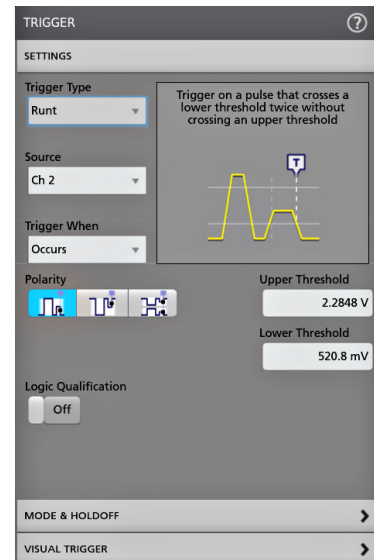 TRIGGER
?
SETTINGS
Trigger Type
Runt
Trigger on a pulse that crosses a
lower threshold twice without
crossing an upper threshold
T
Source
Ch 2
Trigger When
Occurs
Polarity
Upper Threshold
2.2848 V
Lower Threshold
520.8 mV
Logic Qualification
Off
MODE & HOLDOFF
VISUAL TRIGGER